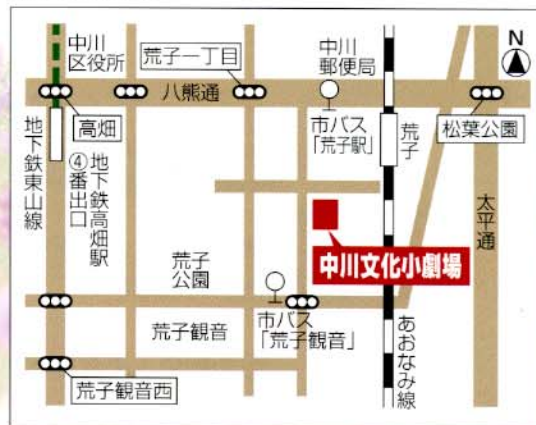 中川
区役所
荒子一丁目
中川
郵便局
N
八熊通
高畑
市バス
「荒子駅」
荒子
松葉公園
地下鉄東山線
④番出口
地下鉄高畑駅
太平通
中川文化小劇場
荒子
公園
荒子観音
市バス
「荒子観音」
あおなみ線
荒子観音西